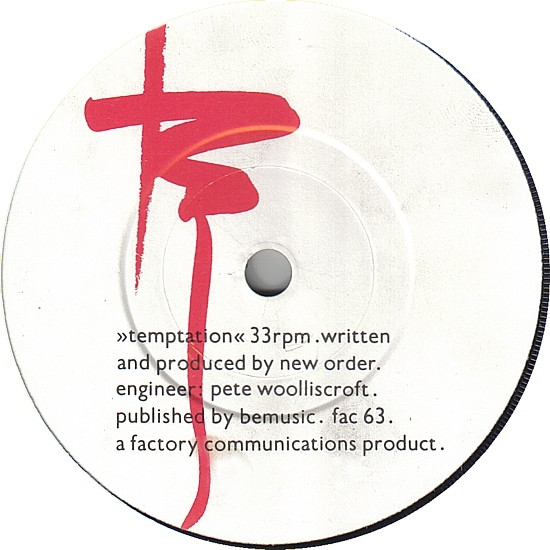 »temptation« 33rpm .written
and produced by new order.
engineer: pete woolliscroft.
published by bemusic. fac 63.
a factory communications product.